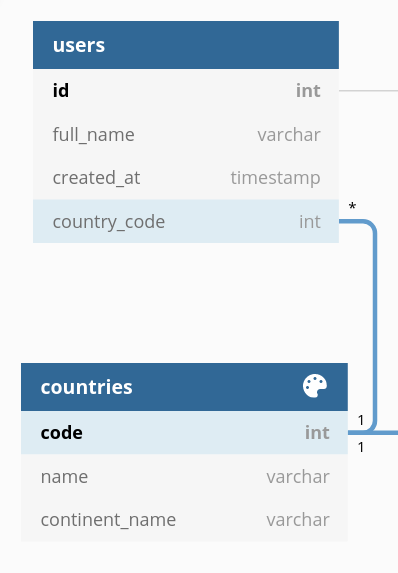 users
id int
full_name varchar
created_at timestamp
country_code int
*
countries
1
code int
1
name varchar
continent_name varchar